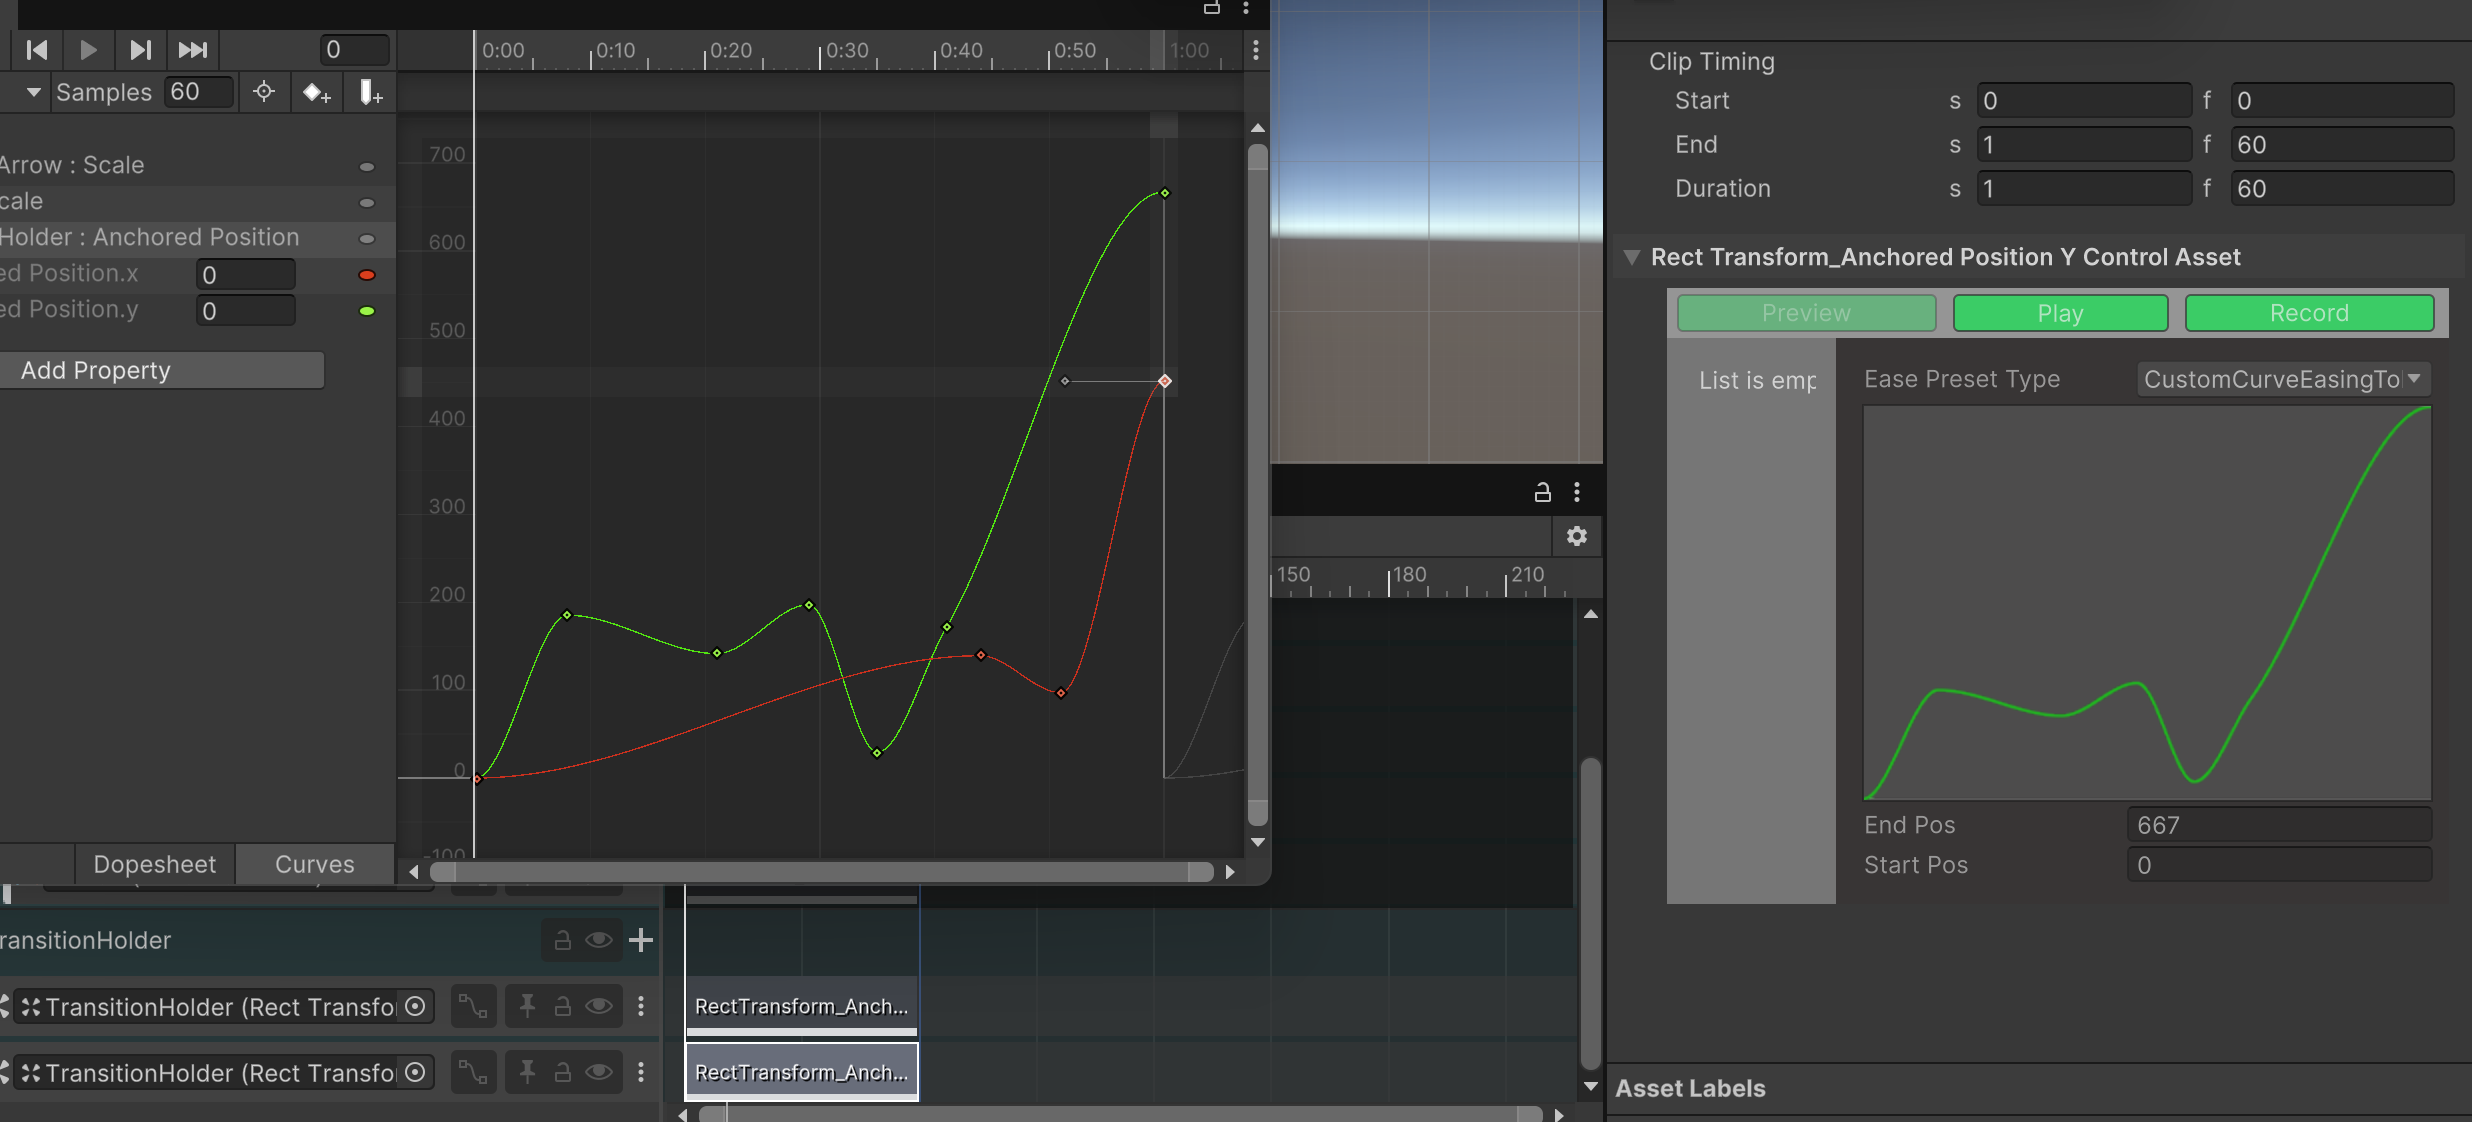 0
0:00 0:10 0:20 0:30 0:40 0:50 1:00
Samples 60
Arrow : Scale
cale
Holder : Anchored Position
ed Position.x 0
ed Position.y 0
Add Property
700
600
500
400
300
200
100
0
-100
Dopesheet Curves
150 180 210
ransitionHolder
TransitionHolder (Rect Transfo
RectTransform_Anch...
TransitionHolder (Rect Transfo
RectTransform_Anch...
Clip Timing
Start s 0 f 0
End s 1 f 60
Duration s 1 f 60
Rect Transform_Anchored Position Y Control Asset
Preview Play Record
List is emp
Ease Preset Type CustomCurveEasingTo
End Pos 667
Start Pos 0
Asset Labels